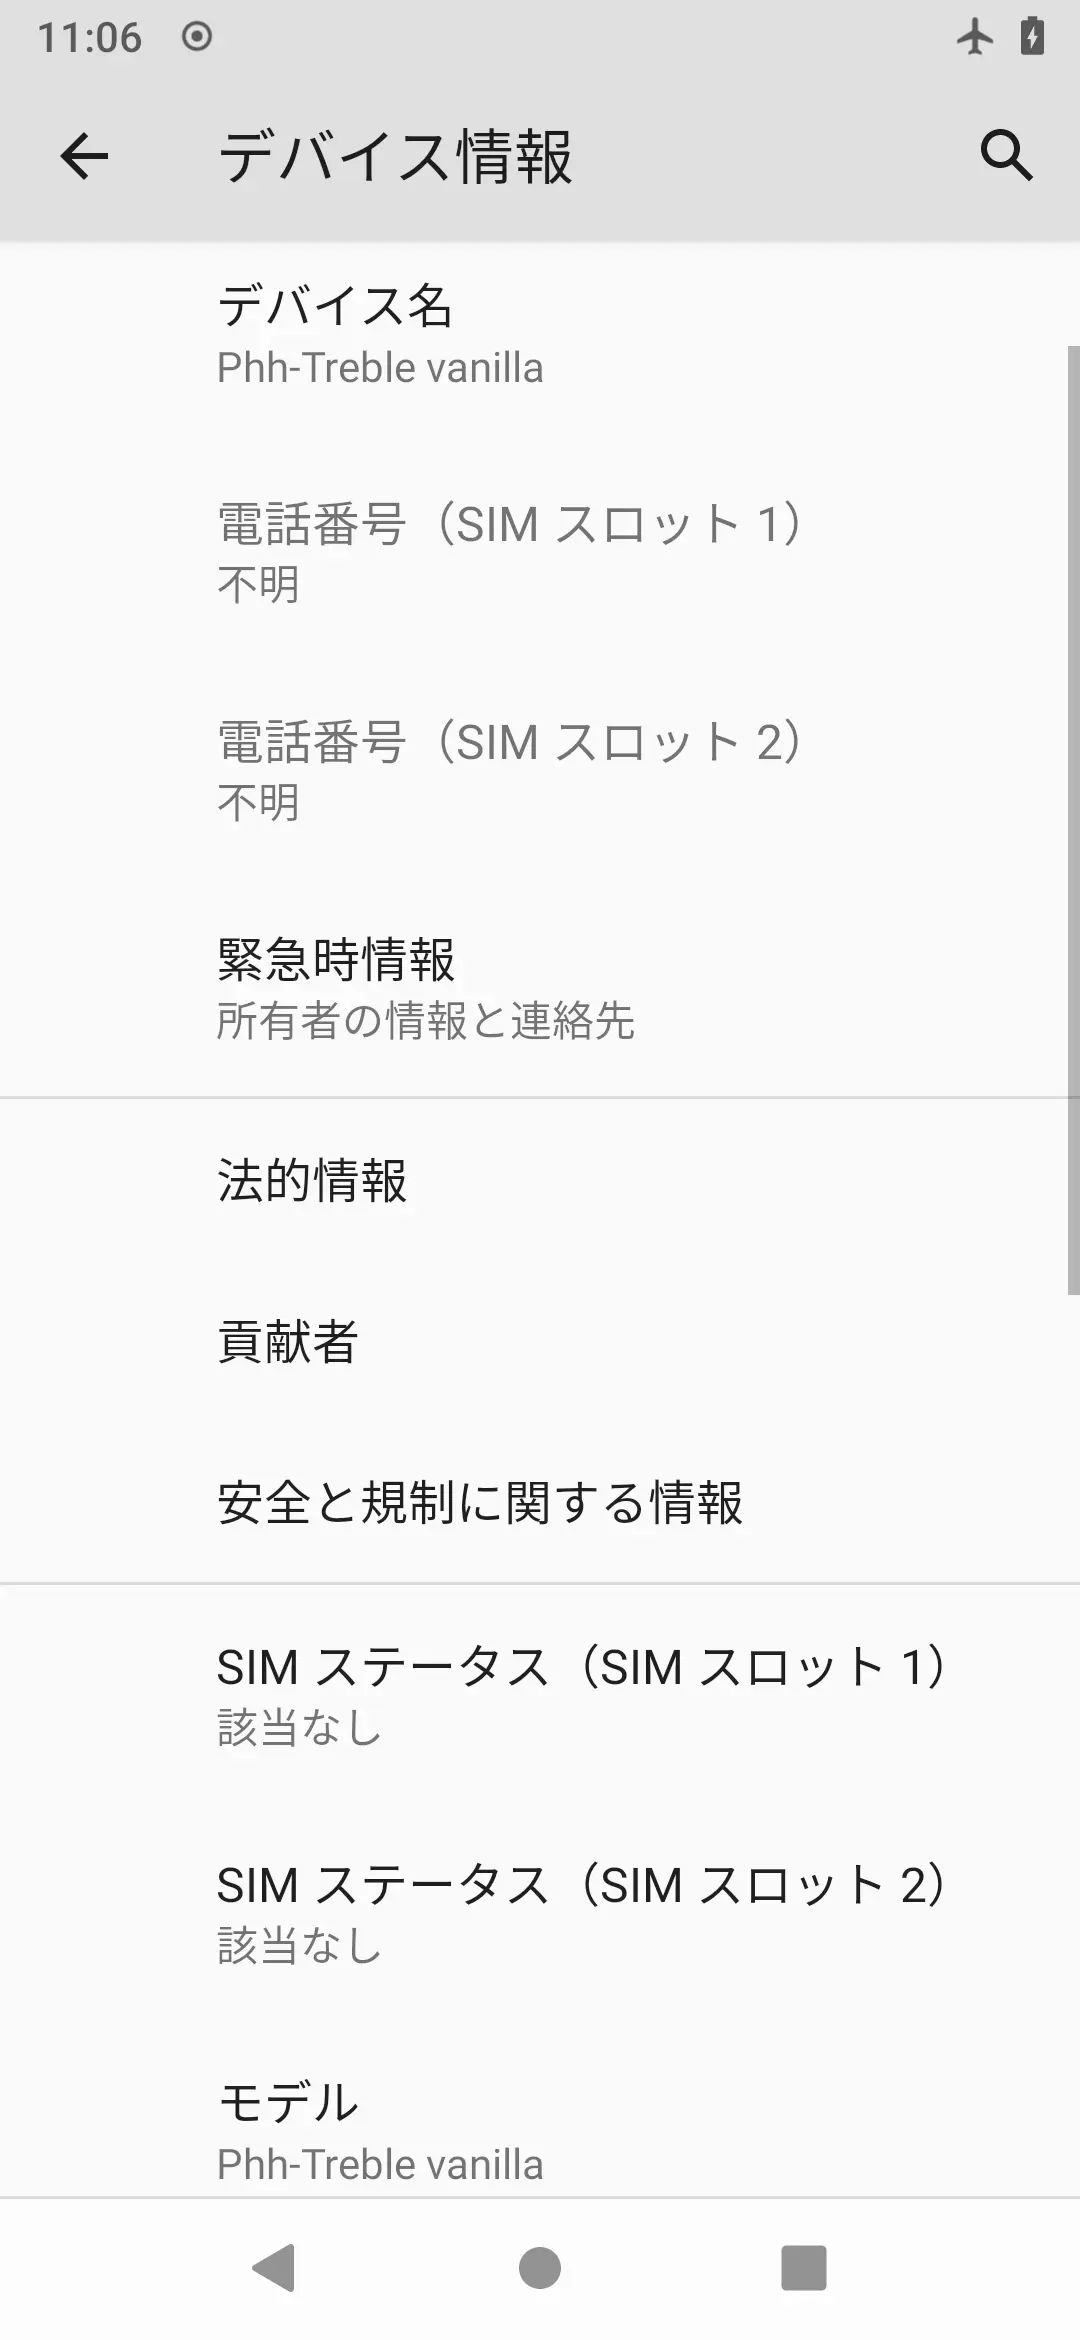 11:06
デバイス情報
デバイス名
Phh-Treble vanilla
電話番号（SIM スロット 1）
不明
電話番号（SIM スロット 2）
不明
緊急時情報
所有者の情報と連絡先
法的情報
貢献者
安全と規制に関する情報
SIM ステータス（SIM スロット 1）
該当なし
SIM ステータス（SIM スロット 2）
該当なし
モデル
Phh-Treble vanilla